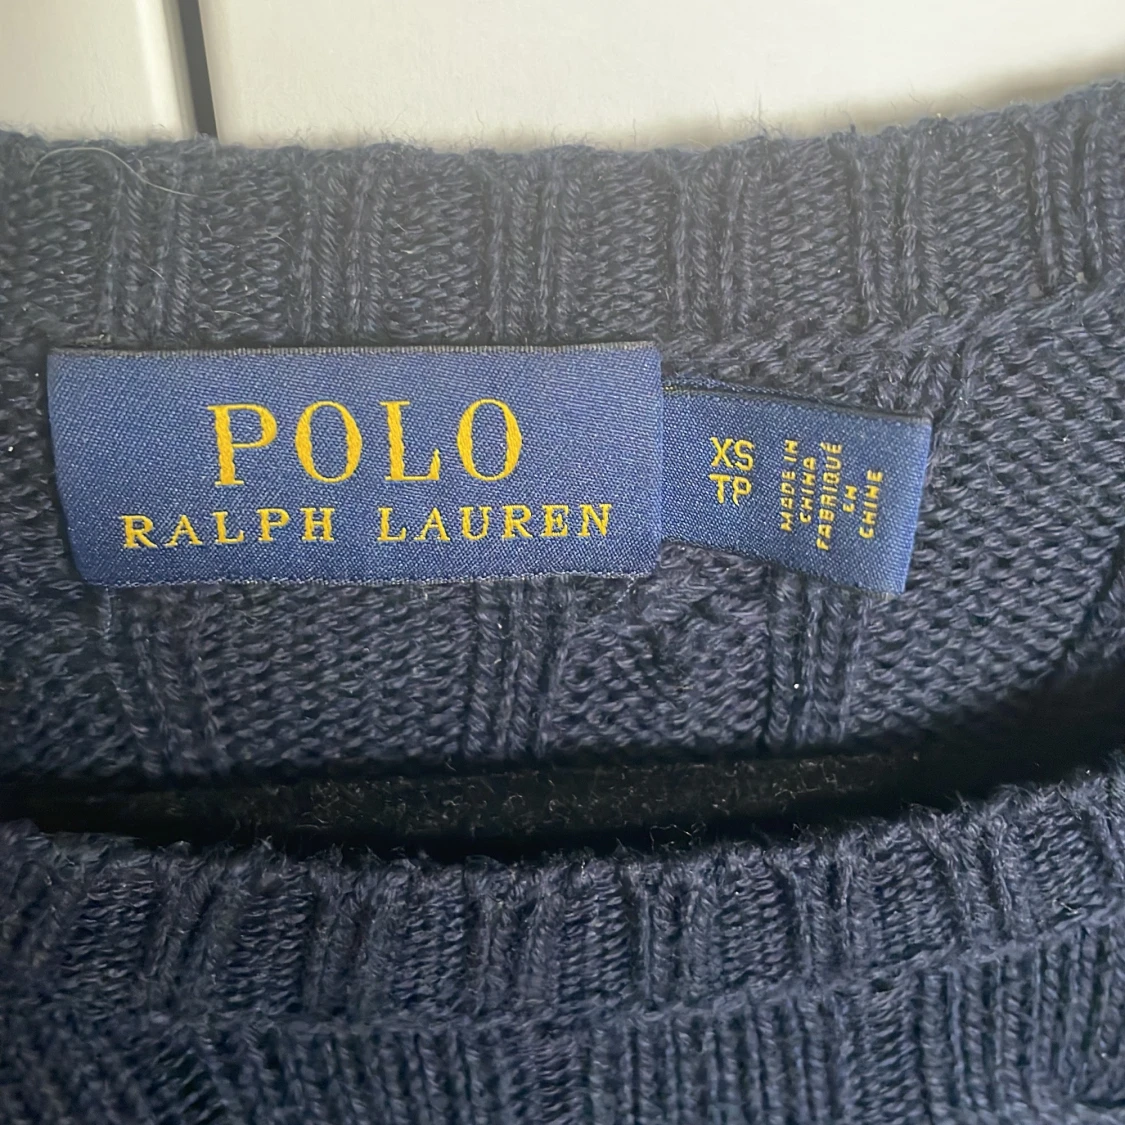 POLO
RALPH LAUREN
XS
TP
MADE IN
CHINA
FABRIQUÉ
EN
CHINE